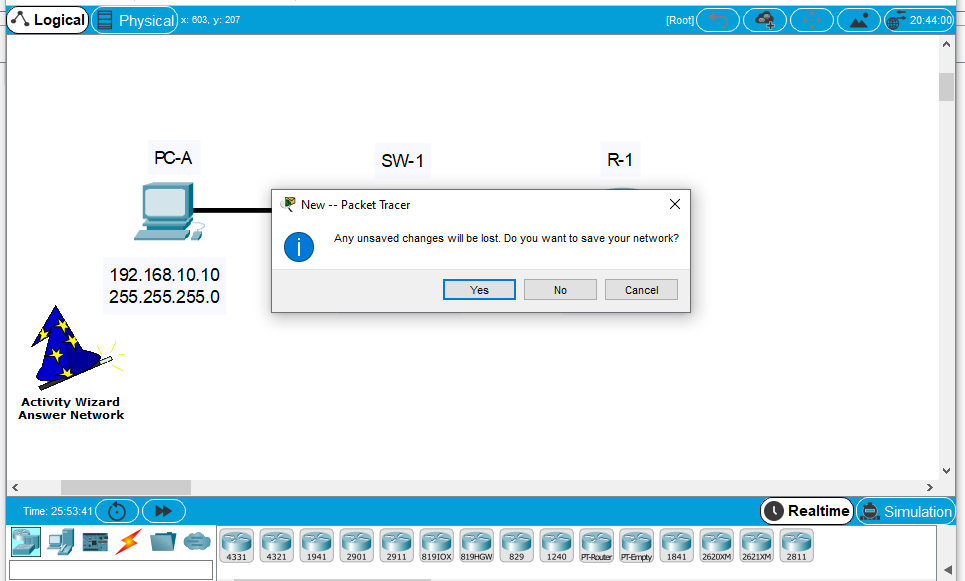 Logical
Physical
x: 603, y: 207
[Root]
20:44:00
PC-A
SW-1
R-1
New -- Packet Tracer
Any unsaved changes will be lost. Do you want to save your network?
Yes
No
Cancel
192.168.10.10
255.255.255.0
Activity Wizard
Answer Network
Time: 25:53:41
Realtime
Simulation
4331
4321
1941
2901
2911
819IOX
819HGW
829
1240
PT-Router
PT-Empty
1841
2620XM
2621XM
2811